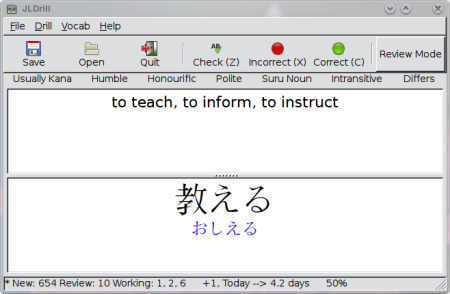 JLDrill
File Drill Vocab Help
Save Open Quit Check (Z) Incorrect (X) Correct (C) Review Mode
Usually Kana Humble Honourific Polite Suru Noun Intransitive Differs
to teach, to inform, to instruct
教える
おしえる
* New: 654 Review: 10 Working: 1, 2, 6 +1, Today --> 4.2 days 50%